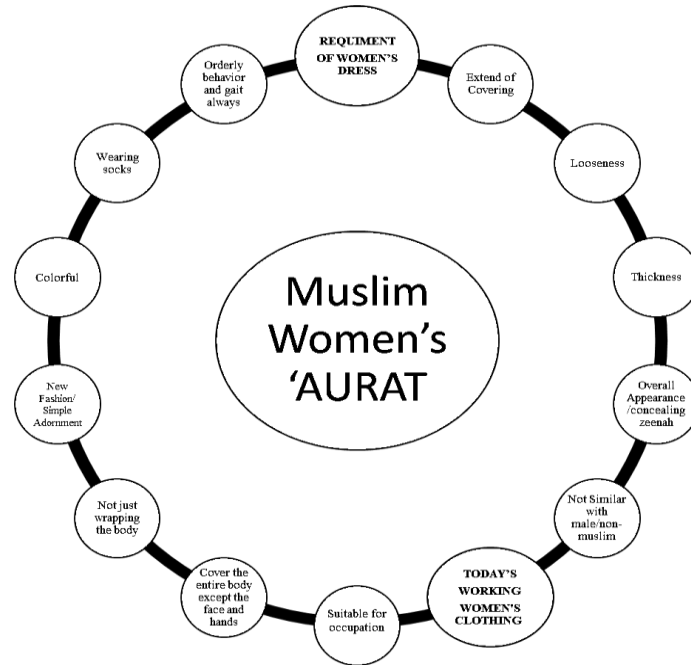 REQUIMENT
OF WOMEN'S
DRESS
Extend of
Covering
Looseness
Thickness
Overall
Appearance
/concealing
zeenah
Not Similar
with
male/non-
muslim
TODAY'S
WORKING
WOMEN'S
CLOTHING
Suitable for
occupation
Cover the
entire body
except the
face and
hands
Not just
wrapping
the body
New
Fashion/
Simple
Adornment
Colorful
Wearing
socks
Orderly
behavior
and gait
always
Muslim
Women's
‘AURAT